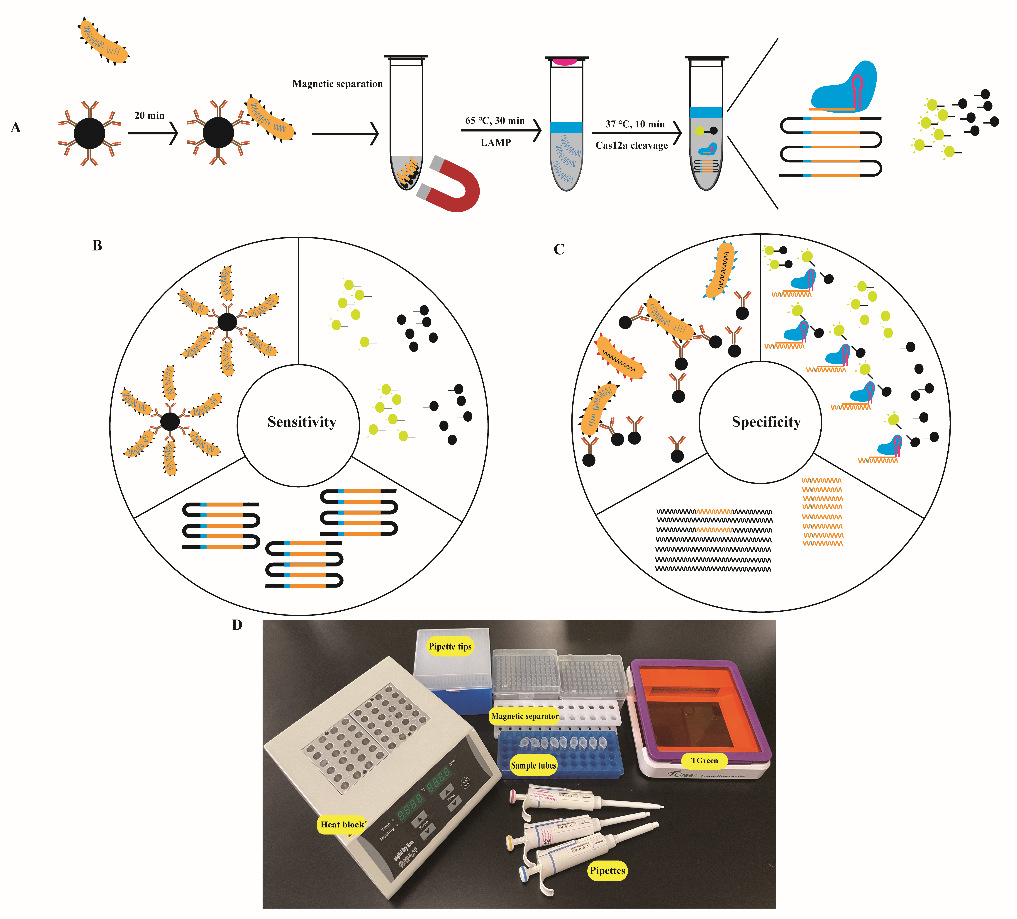 A
20 min
Magnetic separation
65 °C, 30 min
LAMP
37 °C, 10 min
Cas12a cleavage
B
Sensitivity
C
Specificity
D
Pipette tips
Magnetic separator
Sample tubes
TGreen
Heat block
Pipettes